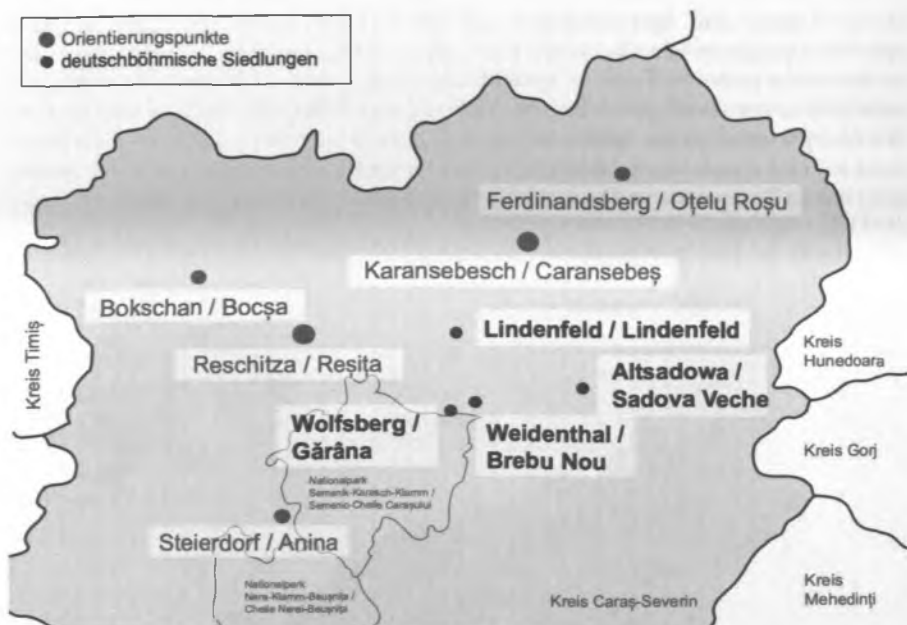 Orientierungspunkte
deutschböhmische Siedlungen
Ferdinandsberg / Oțelu Roșu
Karansebesch / Caransebeș
Bokschan / Bocșa
Lindenfeld / Lindenfeld
Kreis Timiș
Kreis
Hunedoara
Reschitza / Reșița
Altsadowa /
Sadova Veche
Wolfsberg /
Gărâna
Weidenthal /
Brebu Nou
Kreis Gorj
Nationalpark
Semenik-Karasch-Klamm /
Semenic-Cheile Carașului
Steierdorf / Anina
Nationalpark
Nera-Klamm-Beușnița /
Cheile Nerei-Beușnița
Kreis Caraș-Severin
Kreis
Mehedinți